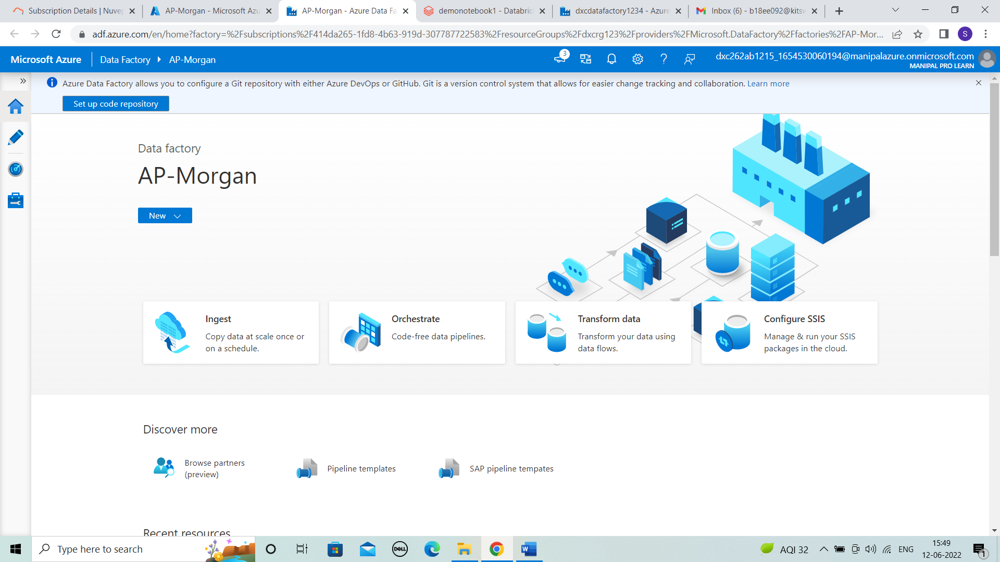 Subscription Details | Nuvep
AP-Morgan - Microsoft Azu
AP-Morgan - Azure Data Fa
demonotebook1 - Databric
dxcdatafactory1234 - Azure
Inbox (6) - b18ee092@kitsw
adf.azure.com/en/home?factory=%2Fsubscriptions%2F414da265-1fd8-4b63-919d-307787722583%2FresourceGroups%2Fdxcrg123%2Fproviders%2FMicrosoft.DataFactory%2Ffactories%2FAP-Mor...
S
Microsoft Azure
Data Factory
AP-Morgan
3
dxc262ab1215_1654530060194@manipalazure.onmicrosoft.com
MANIPAL PRO LEARN
Azure Data Factory allows you to configure a Git repository with either Azure DevOps or GitHub. Git is a version control system that allows for easier change tracking and collaboration. Learn more
Set up code repository
Data factory
AP-Morgan
New
Ingest
Copy data at scale once or
on a schedule.
Orchestrate
Code-free data pipelines.
Transform data
Transform your data using
data flows.
Configure SSIS
Manage & run your SSIS
packages in the cloud.
Discover more
Browse partners
(preview)
Pipeline templates
SAP pipeline tempates
Recent resources
Type here to search
DELL
AQI 32
ENG
15:49
12-06-2022
1